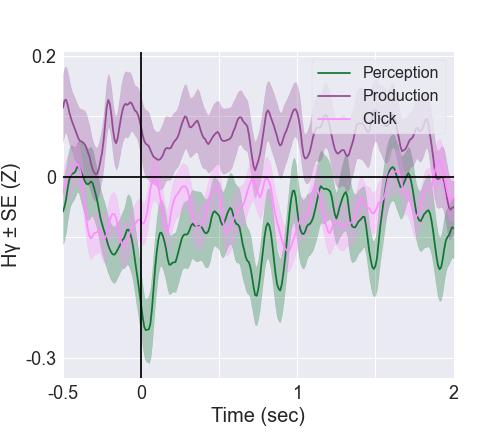 0.2
0
-0.3
Hγ ± SE (Z)
Perception
Production
Click
-0.5
0
1
2
Time (sec)